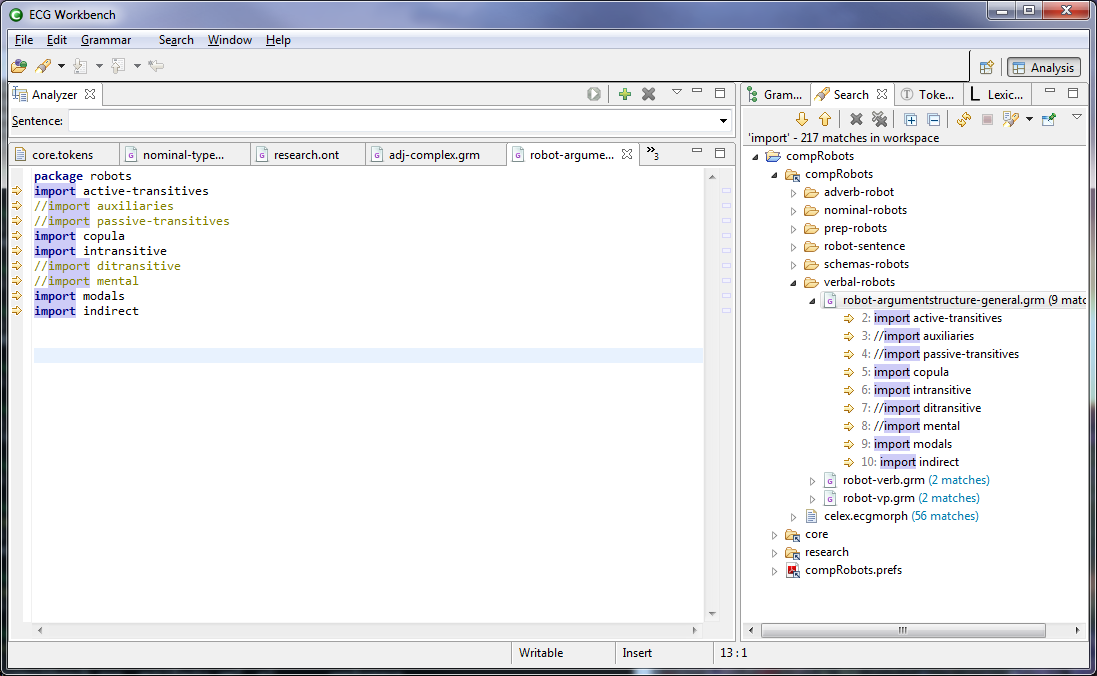 ECG Workbench
File Edit Grammar Search Window Help
Analysis
Analyzer
Sentence:
core.tokens nominal-type... research.ont adj-complex.grm robot-argume... »3
package robots
import active-transitives
//import auxiliaries
//import passive-transitives
import copula
import intransitive
//import ditransitive
//import mental
import modals
import indirect
Gram... Search Toke... Lexic...
'import' - 217 matches in workspace
compRobots
compRobots
adverb-robot
nominal-robots
prep-robots
robot-sentence
schemas-robots
verbal-robots
robot-argumentstructure-general.grm (9 matc
2: import active-transitives
3: //import auxiliaries
4: //import passive-transitives
5: import copula
6: import intransitive
7: //import ditransitive
8: //import mental
9: import modals
10: import indirect
robot-verb.grm (2 matches)
robot-vp.grm (2 matches)
celex.ecgmorph (56 matches)
core
research
compRobots.prefs
Writable Insert 13 : 1